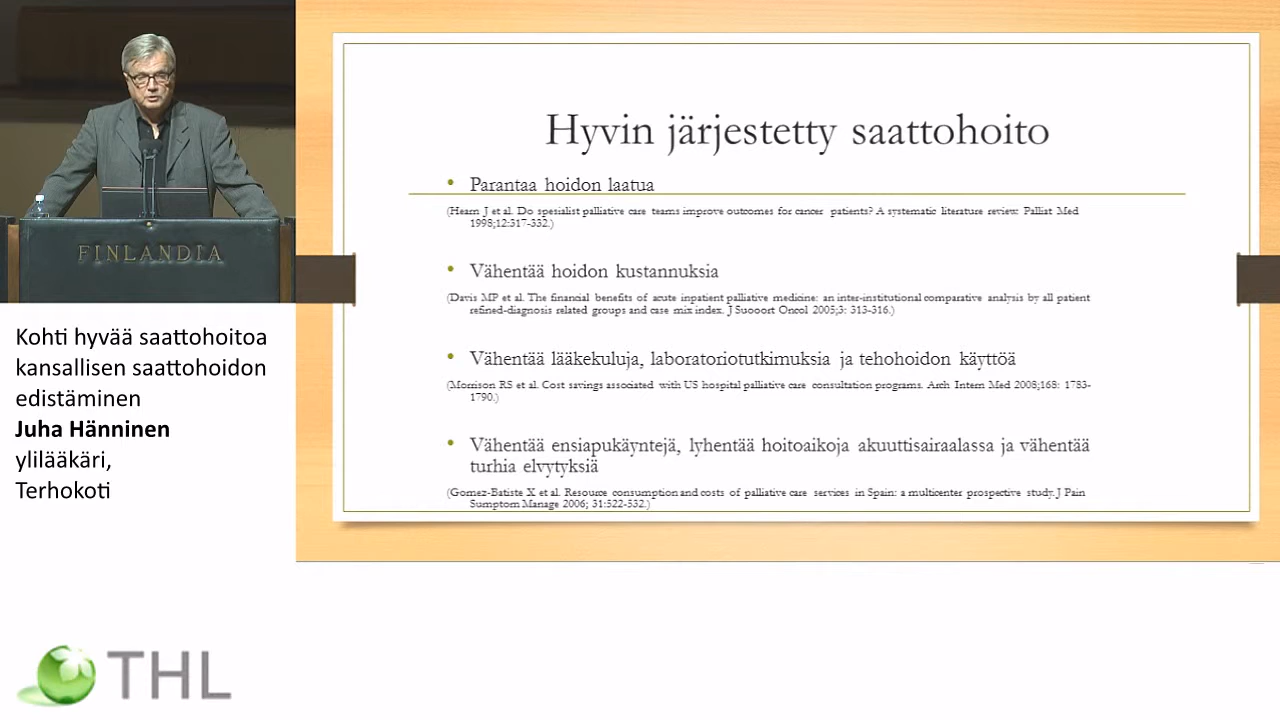 FINLANDIA
Kohti hyvää saattohoitoa
kansallisen saattohoidon
edistäminen
Juha Hänninen
ylilääkäri,
Terhokoti
THL
Hyvin järjestetty saattohoito
• Parantaa hoidon laatua
(Hearn J et al. Do spesialist palliative care teams improve outcomes for cancer patients? A systematic literature review. Palliat Med
1998;12:317-332.)
• Vähentää hoidon kustannuksia
(Davis MP et al. The financial benefits of acute inpatient palliative medicine: an inter-institutional comparative analysis by all patient
refined-diagnosis related groups and case mix index. J Suooort Oncol 2005;3: 313-316.)
• Vähentää lääkekuluja, laboratoriotutkimuksia ja tehohoidon käyttöä
(Morrison RS et al. Cost savings associated with US hospital palliative care consultation programs. Arch Intern Med 2008;168: 1783-
1790.)
• Vähentää ensiapukäyntejä, lyhentää hoitoaikoja akuuttisairaalassa ja vähentää
turhia elvytyksiä
(Gomez-Batiste X et al. Resource consumption and costs of palliative care services in Spain: a multicenter prospective study. J Pain
Sumptom Manage 2006; 31:522-532.)